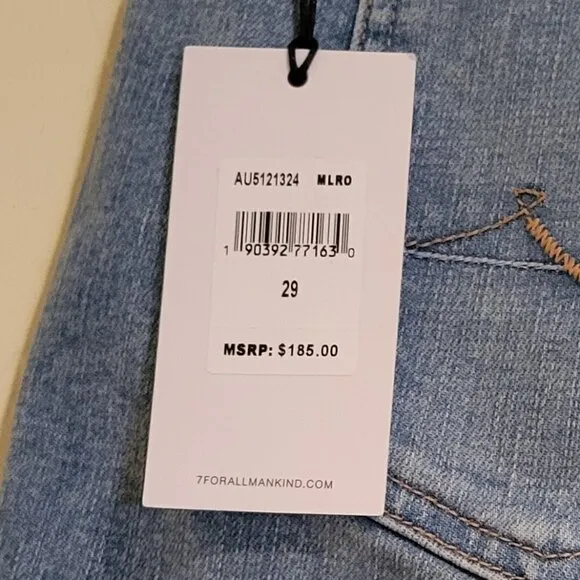 AU5121324 MLRO
1 90392 77163 0
29
MSRP: $185.00
7FORALLMANKIND.COM